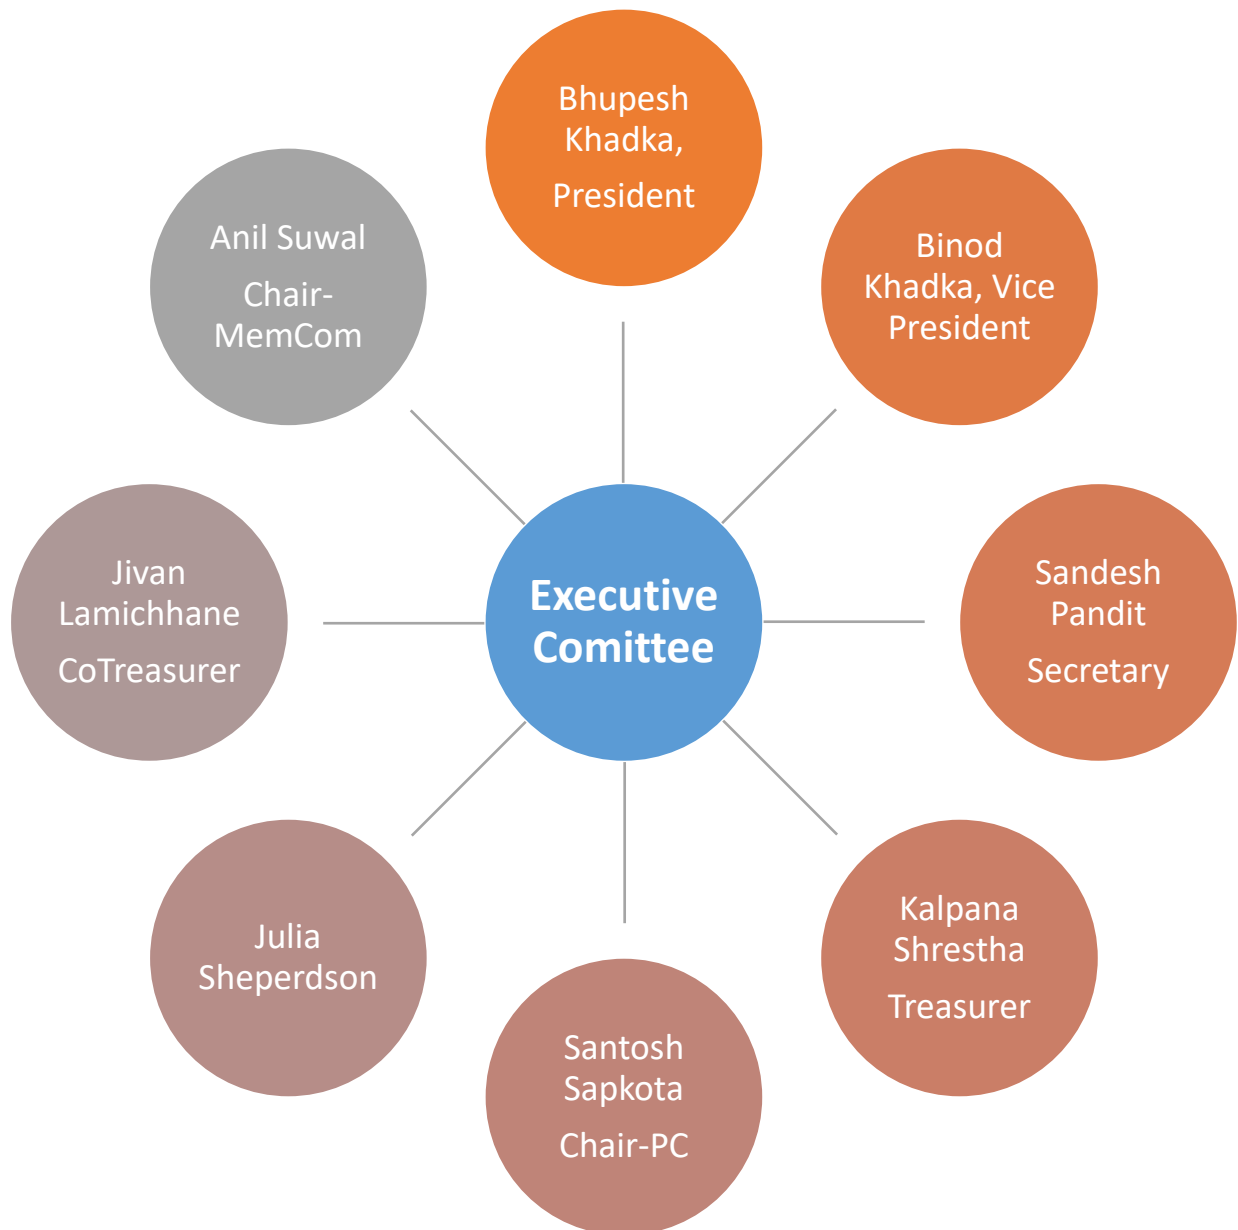 Bhupesh
Khadka,
President
Binod
Khadka, Vice
President
Sandesh
Pandit
Secretary
Kalpana
Shrestha
Treasurer
Santosh
Sapkota
Chair-PC
Julia
Sheperdson
Jivan
Lamichhane
CoTreasurer
Anil Suwal
Chair-
MemCom
Executive
Comittee